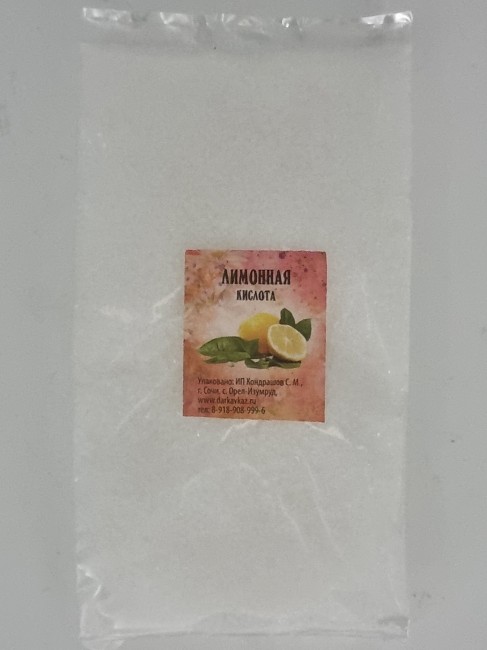 ЛИМОННАЯ
КИСЛОТА
Упаковано: ИП Кондрашов С. М.,
г. Сочи, с. Орел-Изумруд,
www.darkavkaz.ru
тел: 8-918-908-999-6